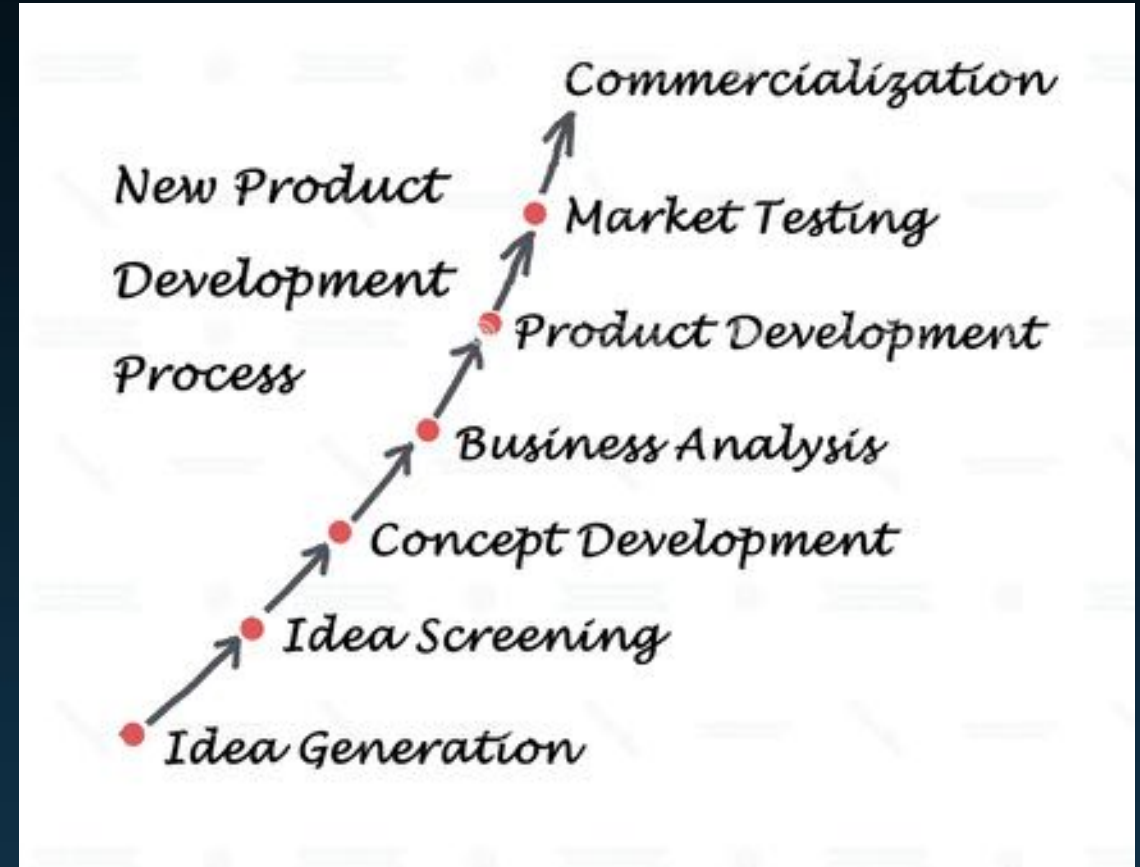 Commercialization
New Product
Development
Process
Market Testing
Product Development
Business Analysis
Concept Development
Idea Screening
Idea Generation